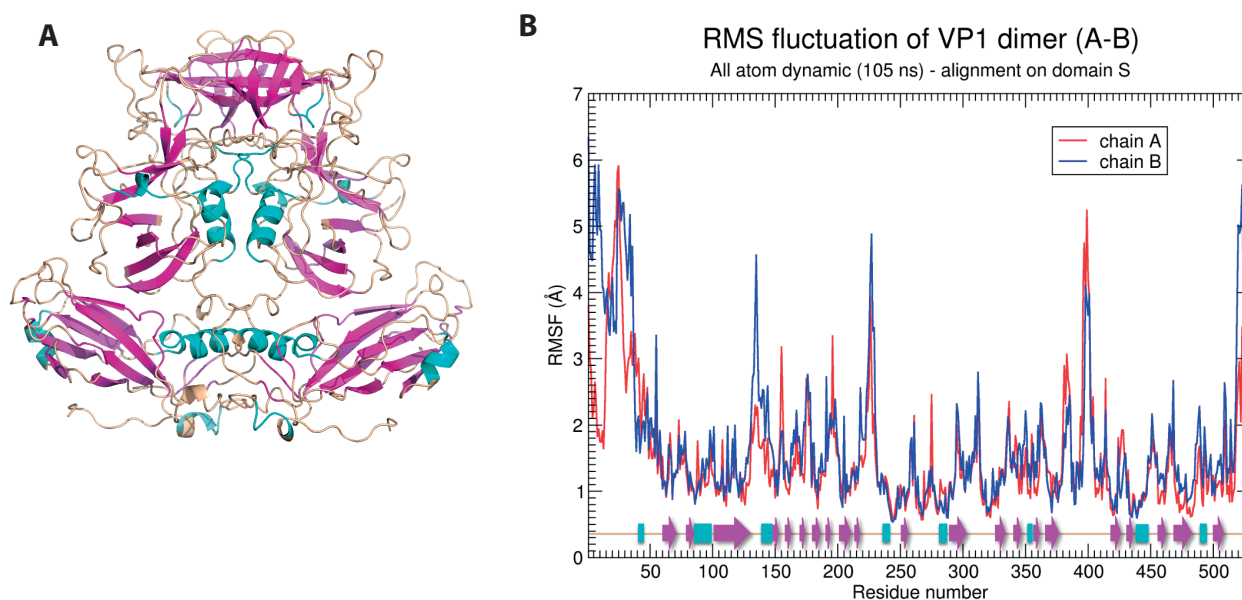 A
B
RMS fluctuation of VP1 dimer (A-B)
All atom dynamic (105 ns) - alignment on domain S
7
6
5
4
3
2
1
0
RMSF (Å)
chain A
chain B
50 100 150 200 250 300 350 400 450 500
Residue number